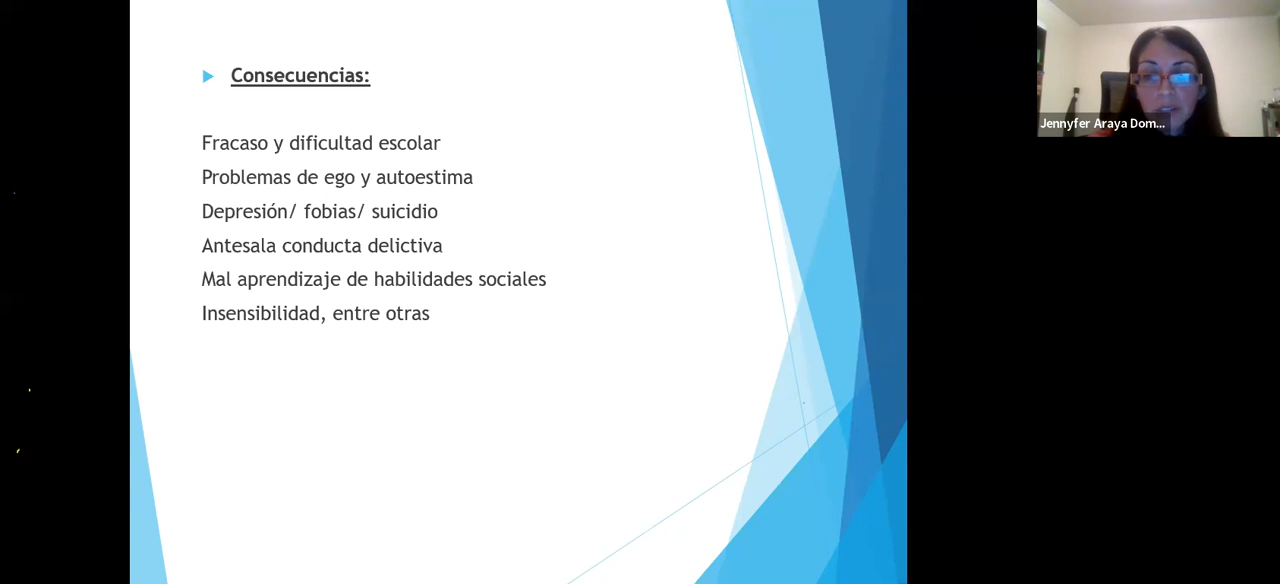 Consecuencias:
Fracaso y dificultad escolar
Problemas de ego y autoestima
Depresión/ fobias/ suicidio
Antesala conducta delictiva
Mal aprendizaje de habilidades sociales
Insensibilidad, entre otras
Jennyfer Araya Dom...